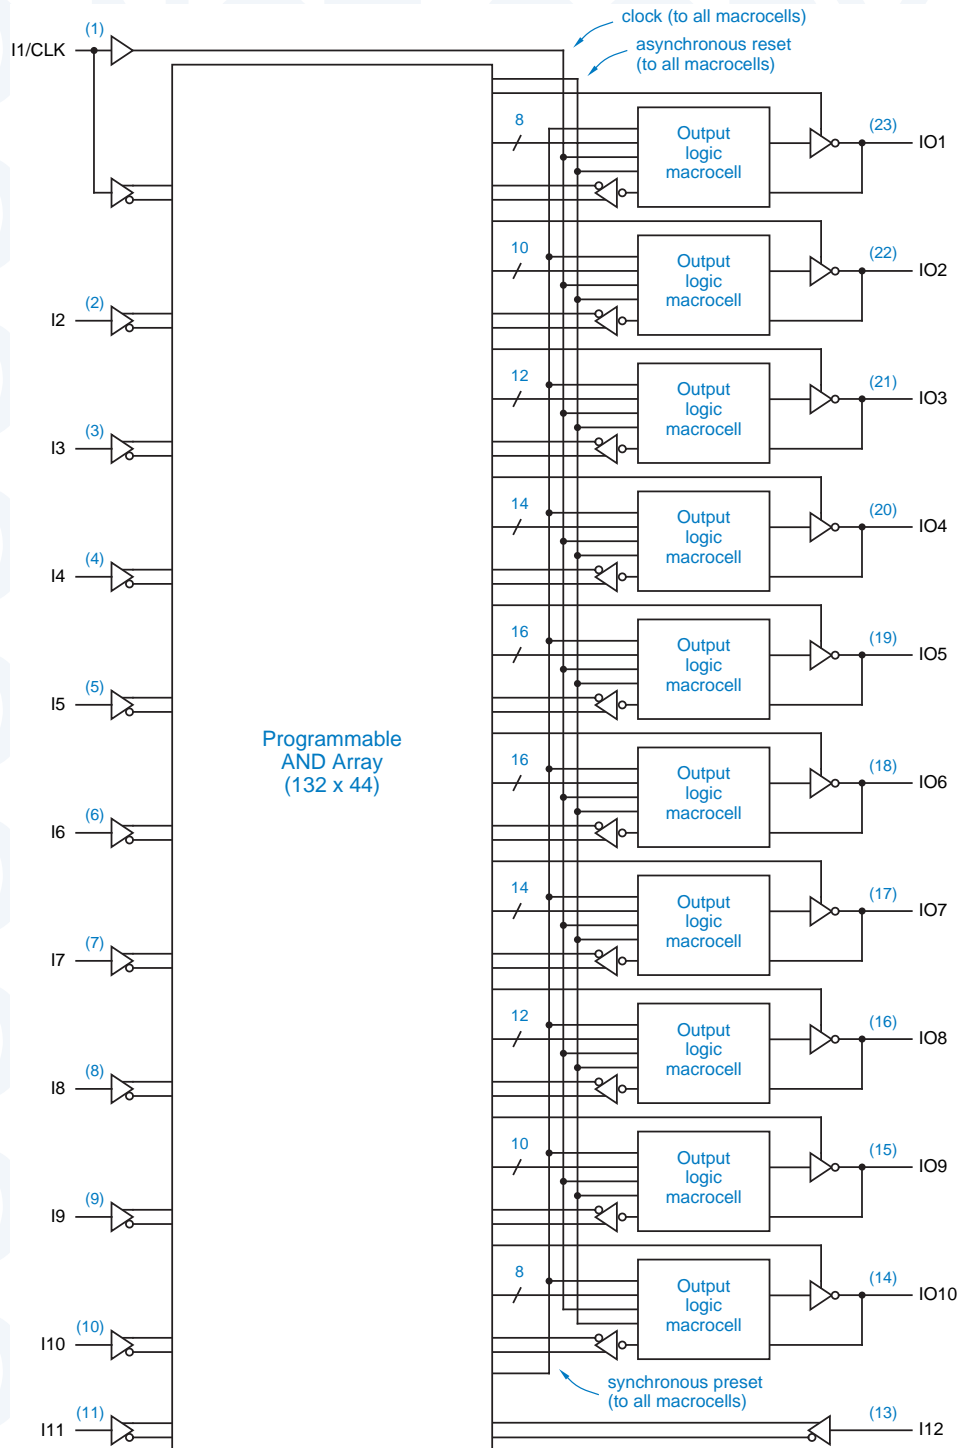 clock (to all macrocells)
(1)
I1/CLK
asynchronous reset
(to all macrocells)
8
Output
logic
macrocell
(23)
IO1
10
Output
logic
macrocell
(22)
IO2
(2)
I2
12
Output
logic
macrocell
(21)
IO3
(3)
I3
14
Output
logic
macrocell
(20)
IO4
(4)
I4
16
Output
logic
macrocell
(19)
IO5
(5)
I5
Programmable
AND Array
(132 x 44)
16
Output
logic
macrocell
(18)
IO6
(6)
I6
14
Output
logic
macrocell
(17)
IO7
(7)
I7
12
Output
logic
macrocell
(16)
IO8
(8)
I8
10
Output
logic
macrocell
(15)
IO9
(9)
I9
8
Output
logic
macrocell
(14)
IO10
(10)
I10
synchronous preset
(to all macrocells)
(11)
I11
(13)
I12